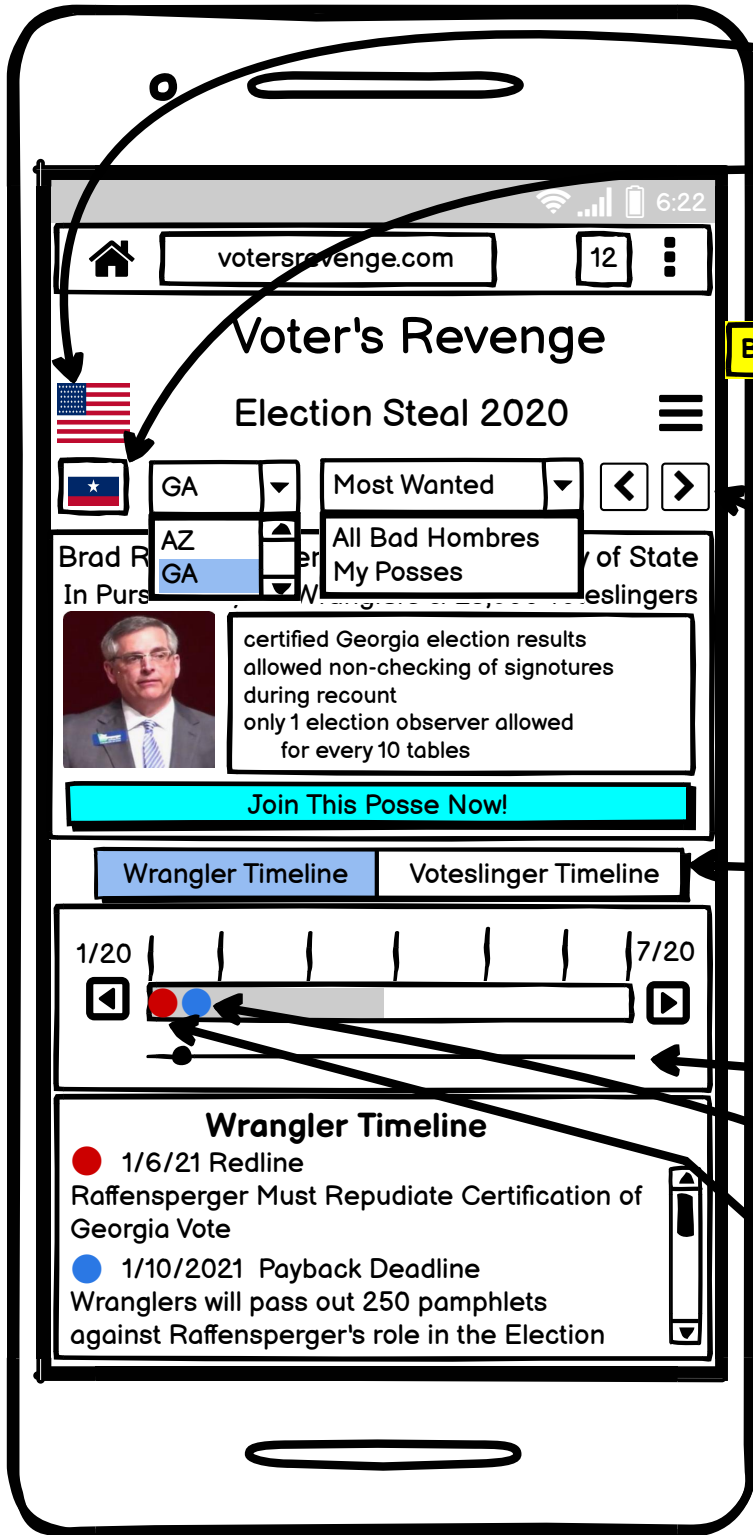 6:22
votersrevenge.com
12
Voter's Revenge
B
Election Steal 2020
GA
Most Wanted
AZ
GA
All Bad Hombres
My Posses
Brad of State
In
certified Georgia election results
allowed non-checking of signotures
during recount
only 1 election observer allowed
for every 10 tables
Join This Posse Now!
Wrangler Timeline
Voteslinger Timeline
1/20
7/20
Wrangler Timeline
1/6/21 Redline
Raffensperger Must Repudiate Certification of
Georgia Vote
1/10/2021 Payback Deadline
Wranglers will pass out 250 pamphlets
against Raffensperger's role in the Election